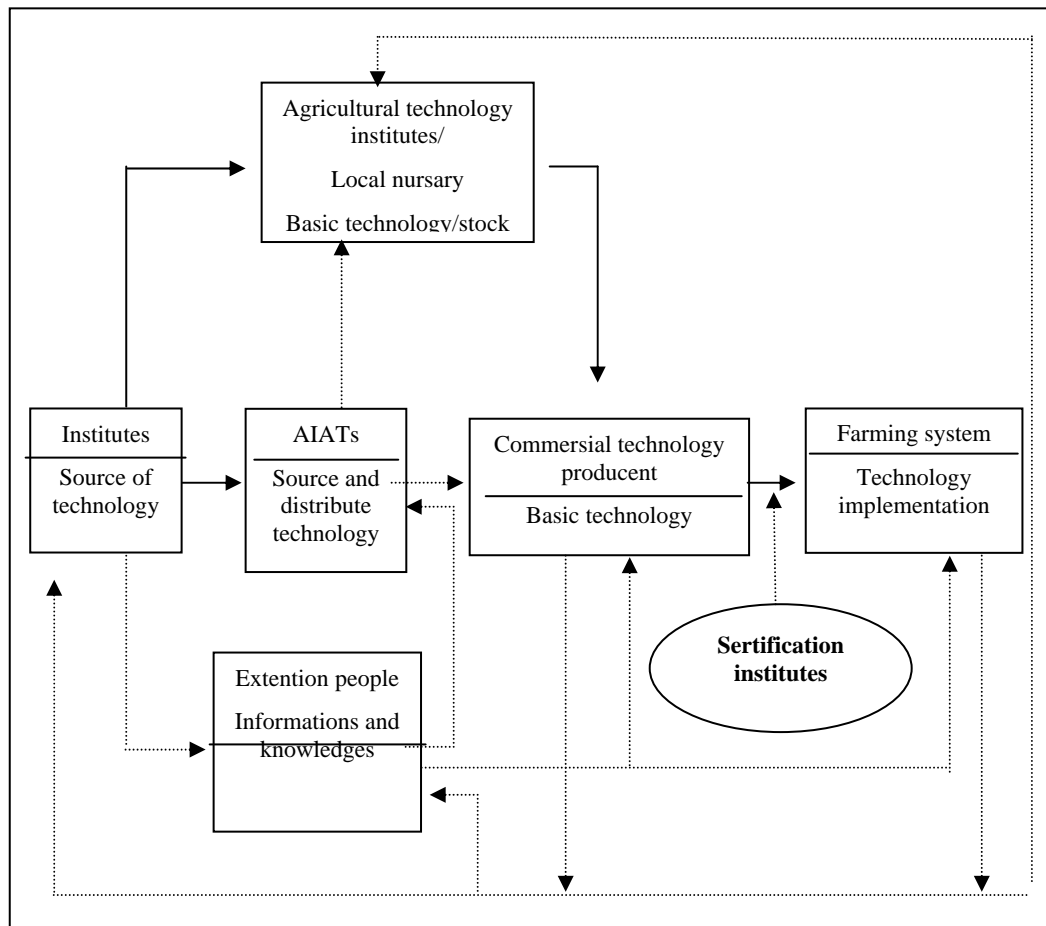 Agricultural technology
institutes/
Local nursary
Basic technology/stock
Institutes
Source of
technology
AIATs
Source and
distribute
technology
Commersial technology
producent
Basic technology
Farming system
Technology
implementation
Sertification
institutes
Extention people
Informations and
knowledges